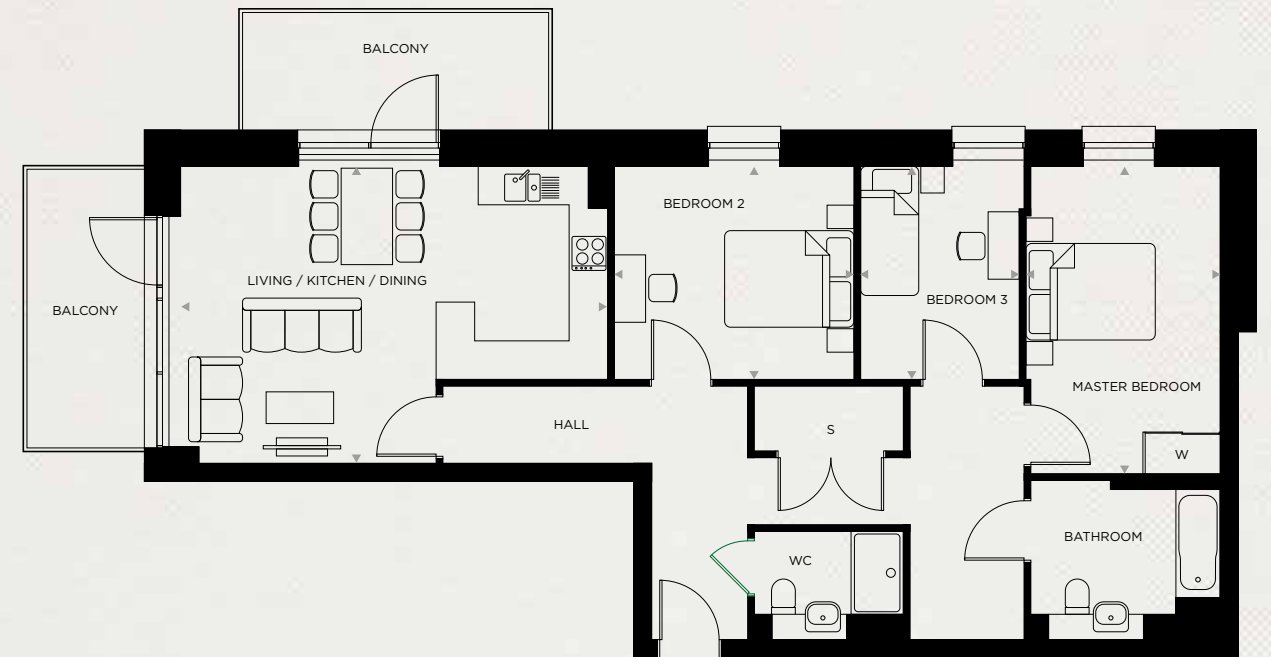 BALCONY
BEDROOM 2
LIVING / KITCHEN / DINING
BEDROOM 3
BALCONY
MASTER BEDROOM
HALL
S
W
BATHROOM
WC